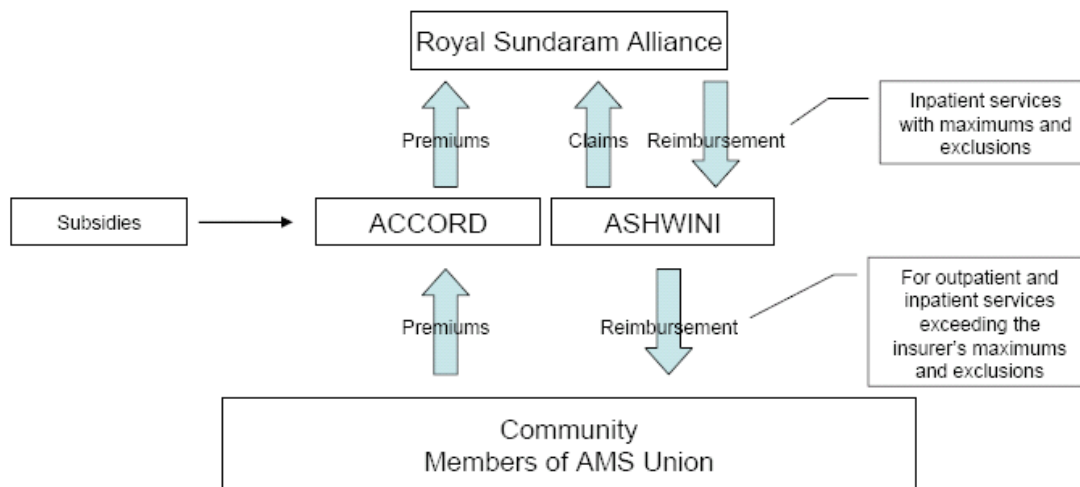 Royal Sundaram Alliance
Premiums
Claims
Reimbursement
Inpatient services
with maximums and
exclusions
Subsidies
ACCORD
ASHWINI
Premiums
Reimbursement
For outpatient and
inpatient services
exceeding the
insurer's maximums
and exclusions
Community
Members of AMS Union